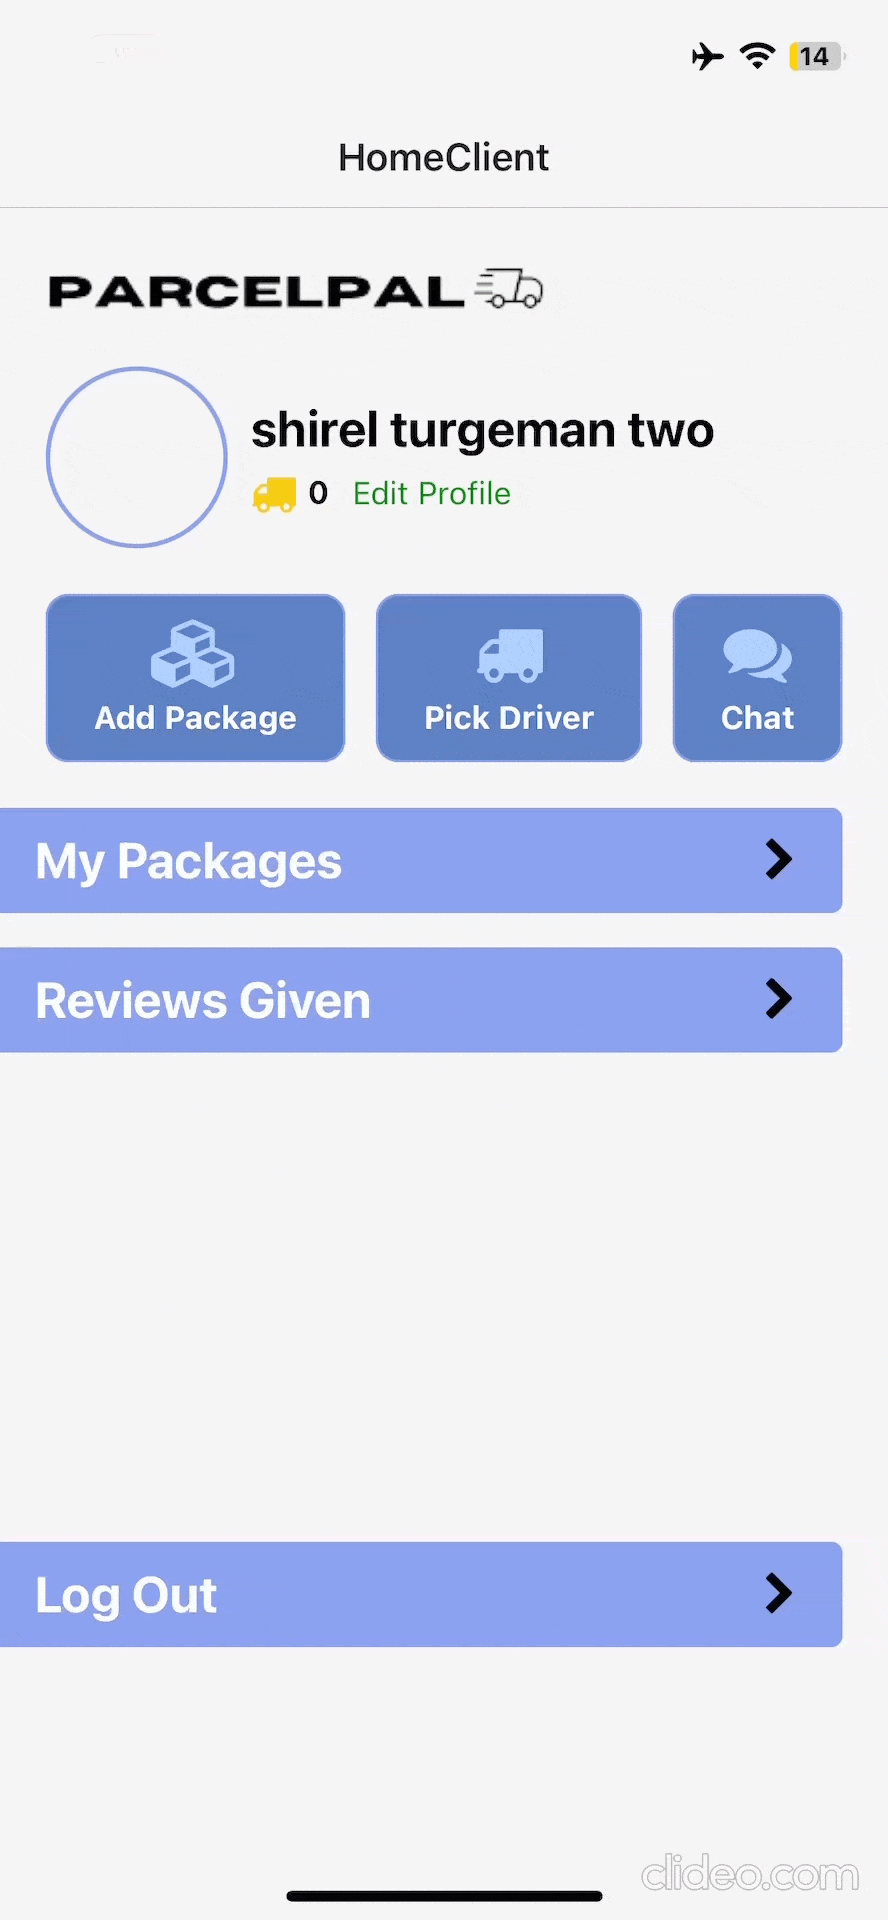 14
HomeClient
PARCELPAL
shirel turgeman two
0 Edit Profile
Add Package Pick Driver Chat
My Packages
Reviews Given
Log Out
clideo.com